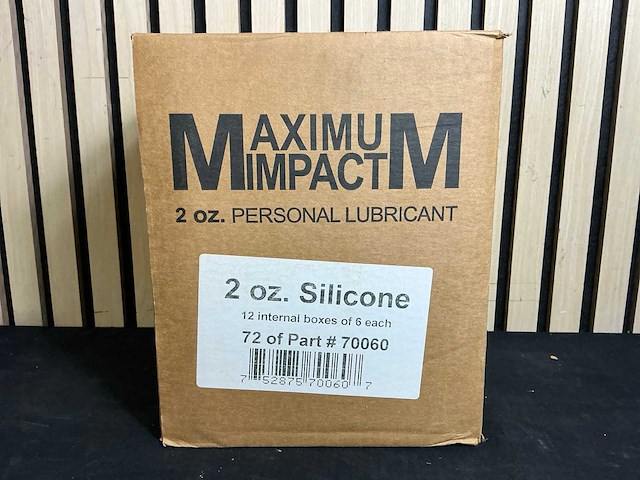 MAXIMUM
IMPACT
2 oz. PERSONAL LUBRICANT
2 oz. Silicone
12 internal boxes of 6 each
72 of Part # 70060
7 52875 70060 7